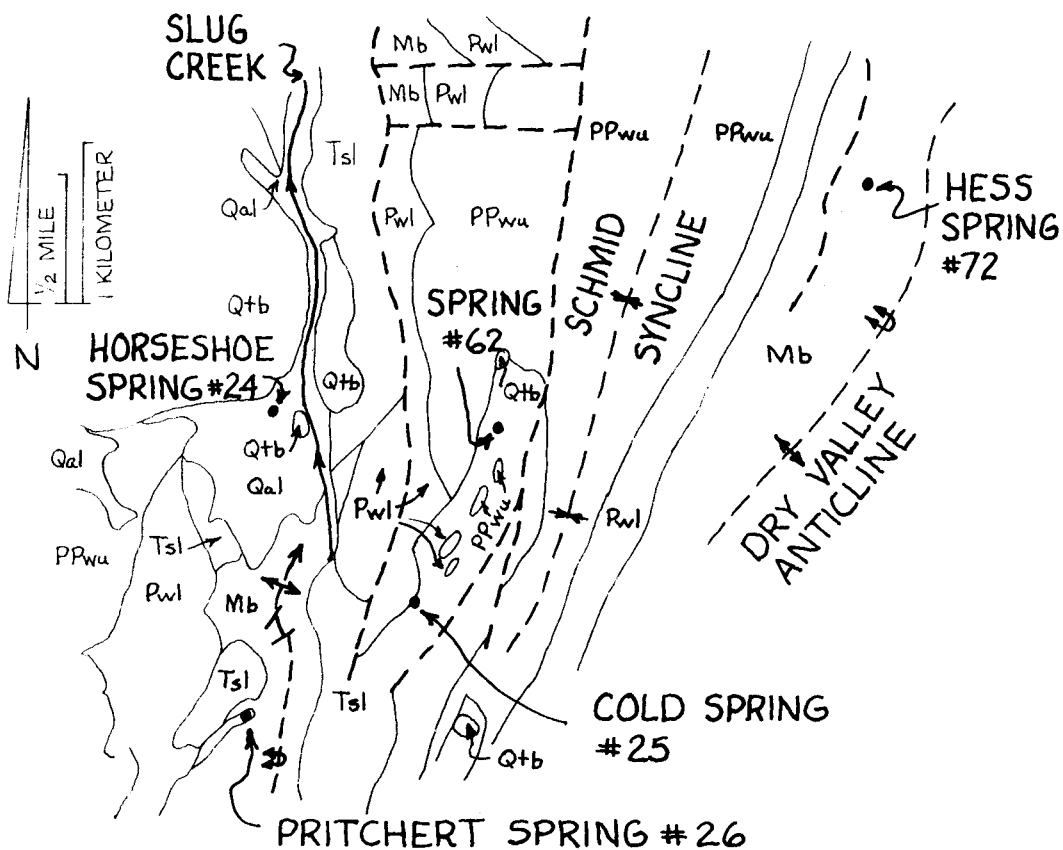 SLUG
CREEK
Mb
Pwl
Mb
Pwl
Tsl
PPwu
PPwu
Qal
Pwl
PPwu
HESS
SPRING
#72
1/2 MILE
1 KILOMETER
N
Qtb
SCHMID
SYNCLINE
SPRING
#62
HORSESHOE
SPRING #24
Mb
Qtb
Qtb
Qtb
Qal
Qal
Pwl
PPwu
Pwl
DRY VALLEY
ANTICLINE
Tsl
PPwu
Pwl
Mb
Tsl
Tsl
COLD SPRING
#25
Qtb
PRITCHERT SPRING #26